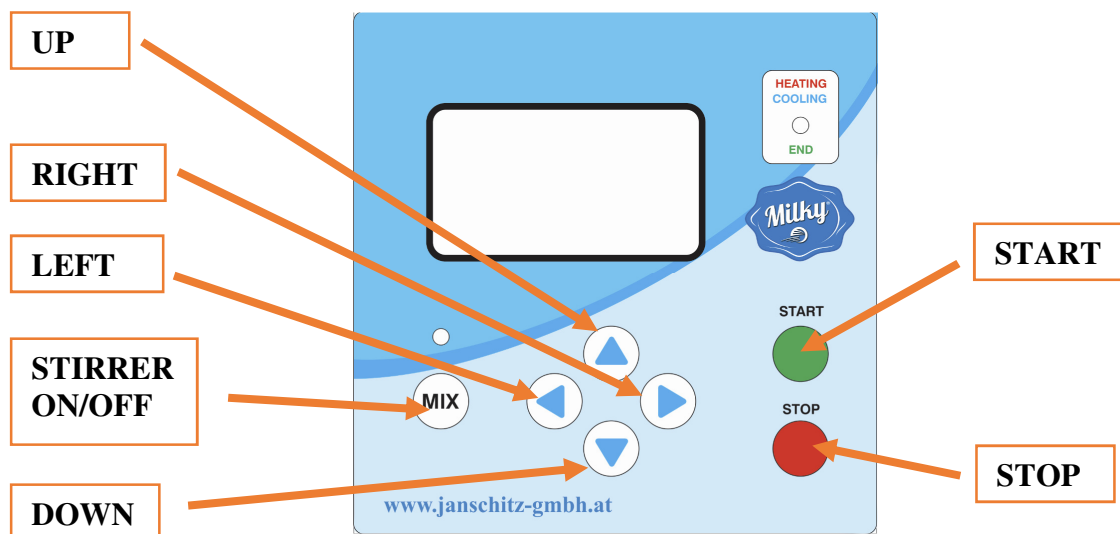 UP
RIGHT
LEFT
STIRRER
ON/OFF
DOWN
HEATING
COOLING
END
Milky®
START
STOP
MIX
www.janschitz-gmbh.at
START
STOP